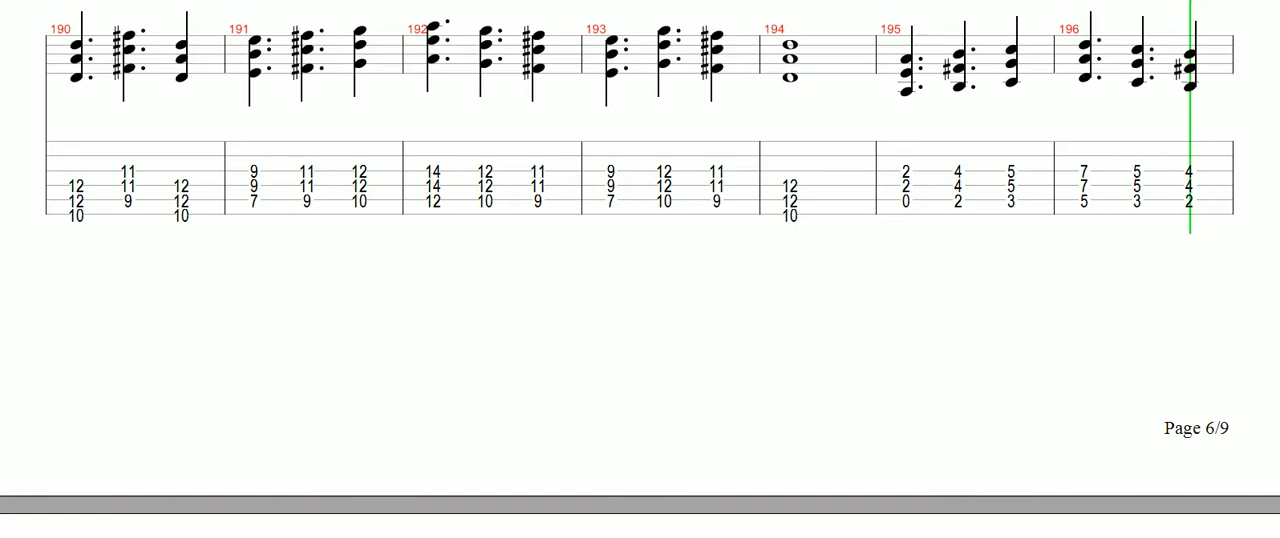 190 191 192 193 194 195 196
11 9 11 12 14 12 11 9 12 11 2 4 5 7 5 4
12 11 12 9 11 12 14 12 11 9 12 11 12 2 4 5 7 5 4
12 9 12 7 9 10 12 10 9 7 10 9 12 0 2 3 5 3 2
10 10 10
Page 6/9